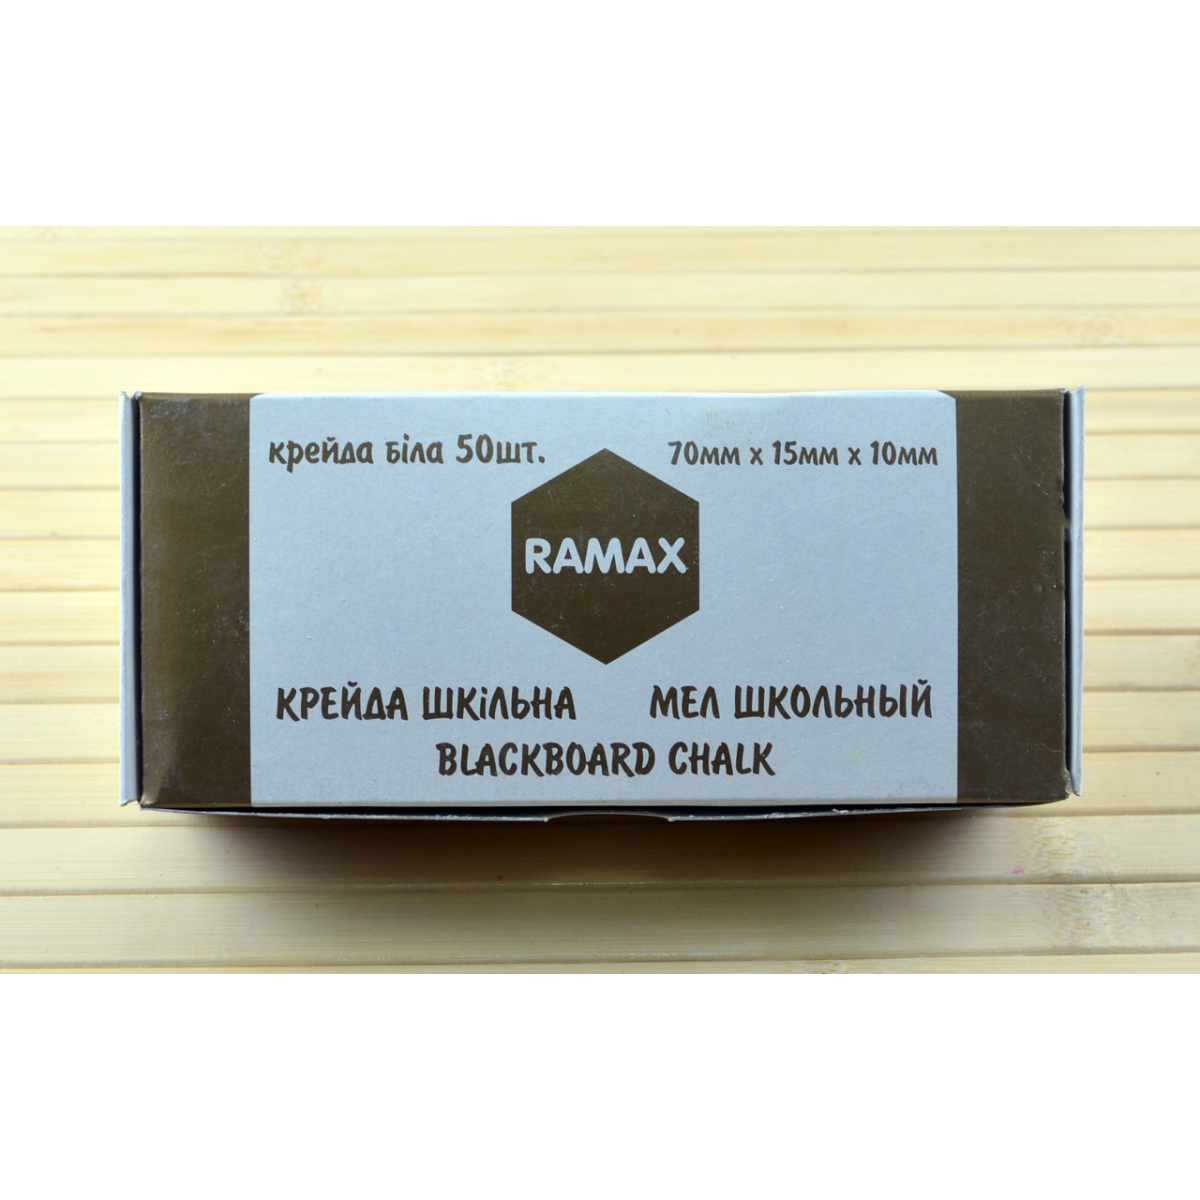 крейда біла 50шт.
70мм х 15мм х 10мм
RAMAX
КРЕЙДА ШКіЛЬНА
МЕЛ ШКОЛЬНЫЙ
BLACKBOARD CHALK